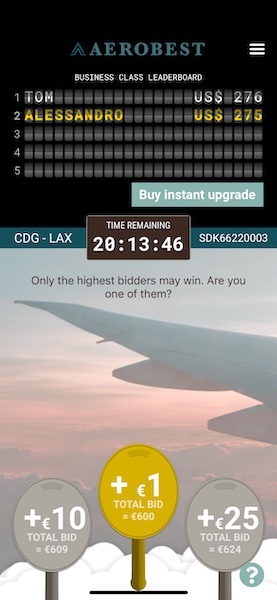 AEROBEST
BUSINESS CLASS LEADERBOARD
1 TOM US$ 276
2 ALESSANDRO US$ 275
3
4
5
Buy instant upgrade
TIME REMAINING
CDG - LAX 20:13:46 SDK66220003
Only the highest bidders may win. Are you
one of them?
+€10
TOTAL BID
= €609
+€1
TOTAL BID
= €600
+€25
TOTAL BID
= €624
?